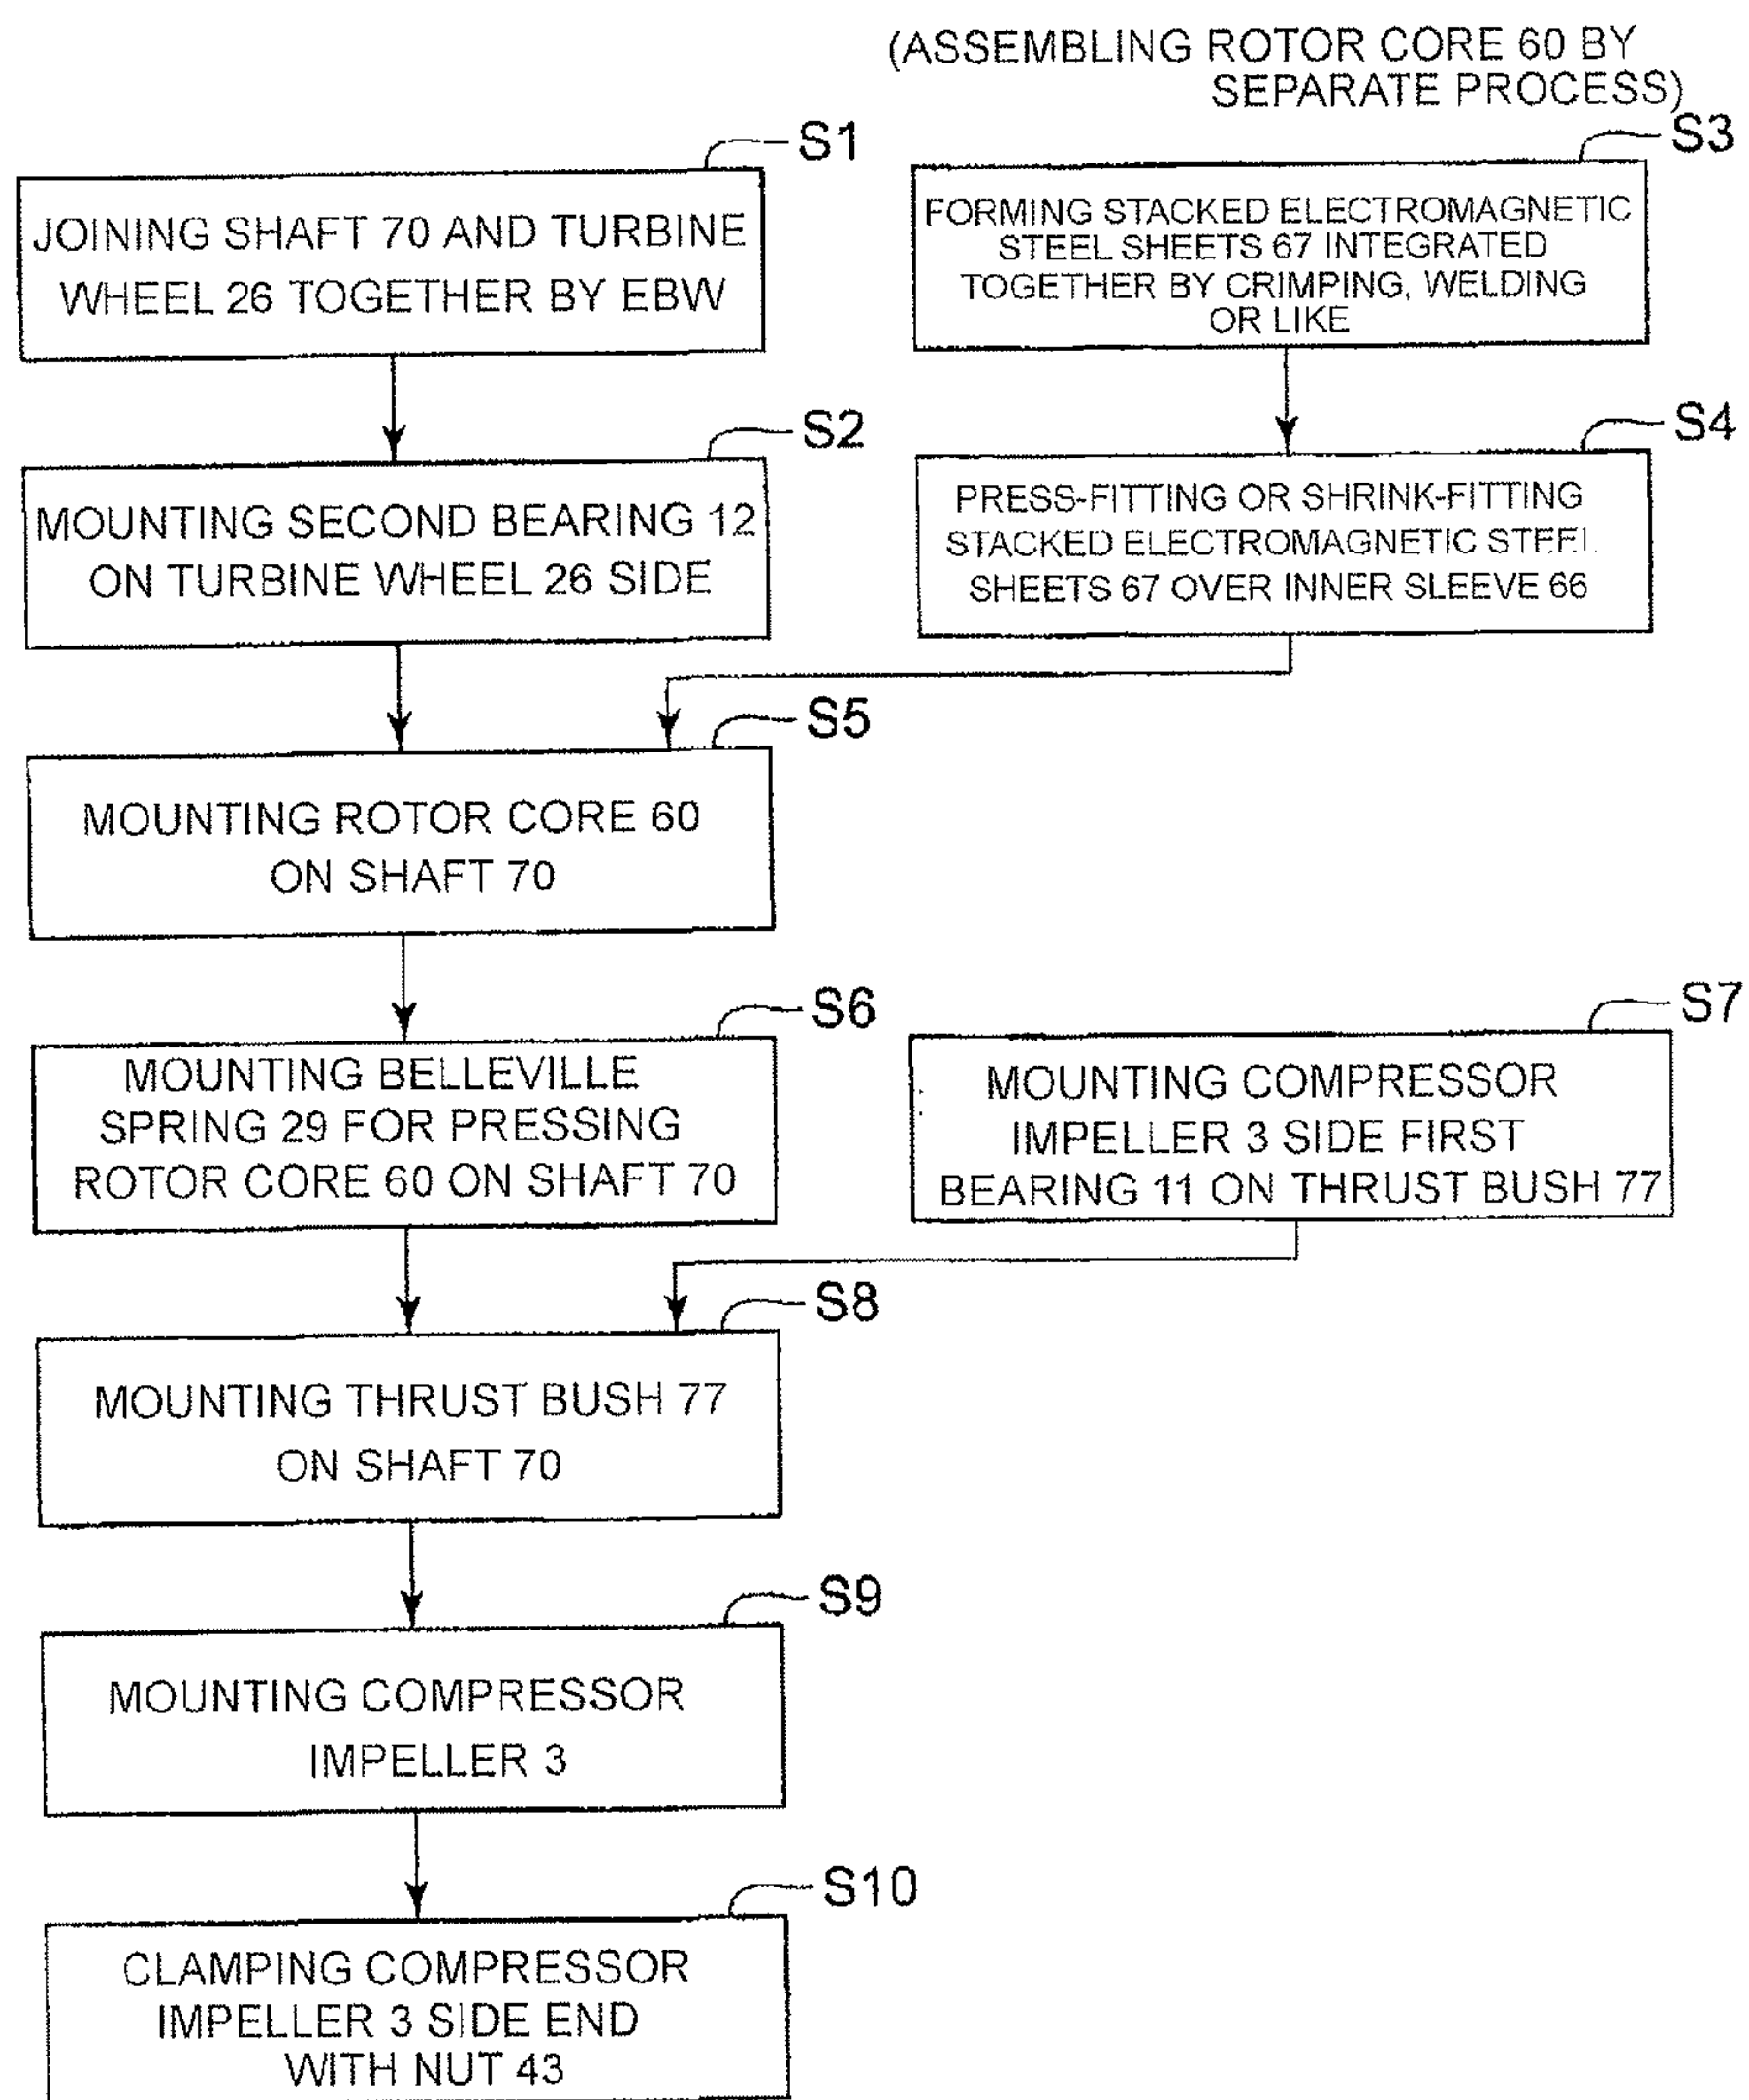 (ASSEMBLING ROTOR CORE 60 BY
SEPARATE PROCESS)
S1
JOINING SHAFT 70 AND TURBINE
WHEEL 26 TOGETHER BY EBW
S3
FORMING STACKED ELECTROMAGNETIC
STEEL SHEETS 67 INTEGRATED
TOGETHER BY CRIMPING, WELDING
OR LIKE
S2
MOUNTING SECOND BEARING 12
ON TURBINE WHEEL 26 SIDE
S4
PRESS-FITTING OR SHRINK-FITTING
STACKED ELECTROMAGNETIC STEEL
SHEETS 67 OVER INNER SLEEVE 66
S5
MOUNTING ROTOR CORE 60
ON SHAFT 70
S6
MOUNTING BELLEVILLE
SPRING 29 FOR PRESSING
ROTOR CORE 60 ON SHAFT 70
S7
MOUNTING COMPRESSOR
IMPELLER 3 SIDE FIRST
BEARING 11 ON THRUST BUSH 77
S8
MOUNTING THRUST BUSH 77
ON SHAFT 70
S9
MOUNTING COMPRESSOR
IMPELLER 3
S10
CLAMPING COMPRESSOR
IMPELLER 3 SIDE END
WITH NUT 43